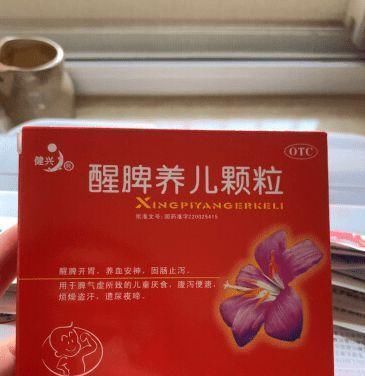 健兴
®
OTC
醒脾养儿颗粒
XINGPIYANGERKELI
批准文号: 国药准字Z20025415
醒脾开胃, 养血安神, 固肠止泻。
用于脾气虚所致的儿童厌食, 腹泻便溏,
烦燥盗汗, 遗尿夜啼。